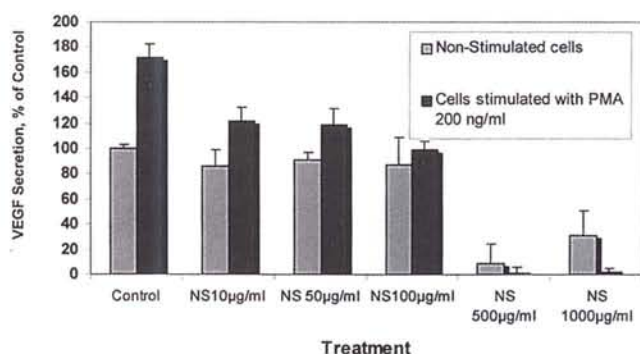 200
180
160
140
120
100
80
60
40
20
0
VEGF Secretion, % of Control
Non-Stimulated cells
Cells stimulated with PMA
200 ng/ml
Control
NS10µg/ml
NS 50µg/ml
NS100µg/ml
NS
500µg/ml
NS
1000µg/ml
Treatment